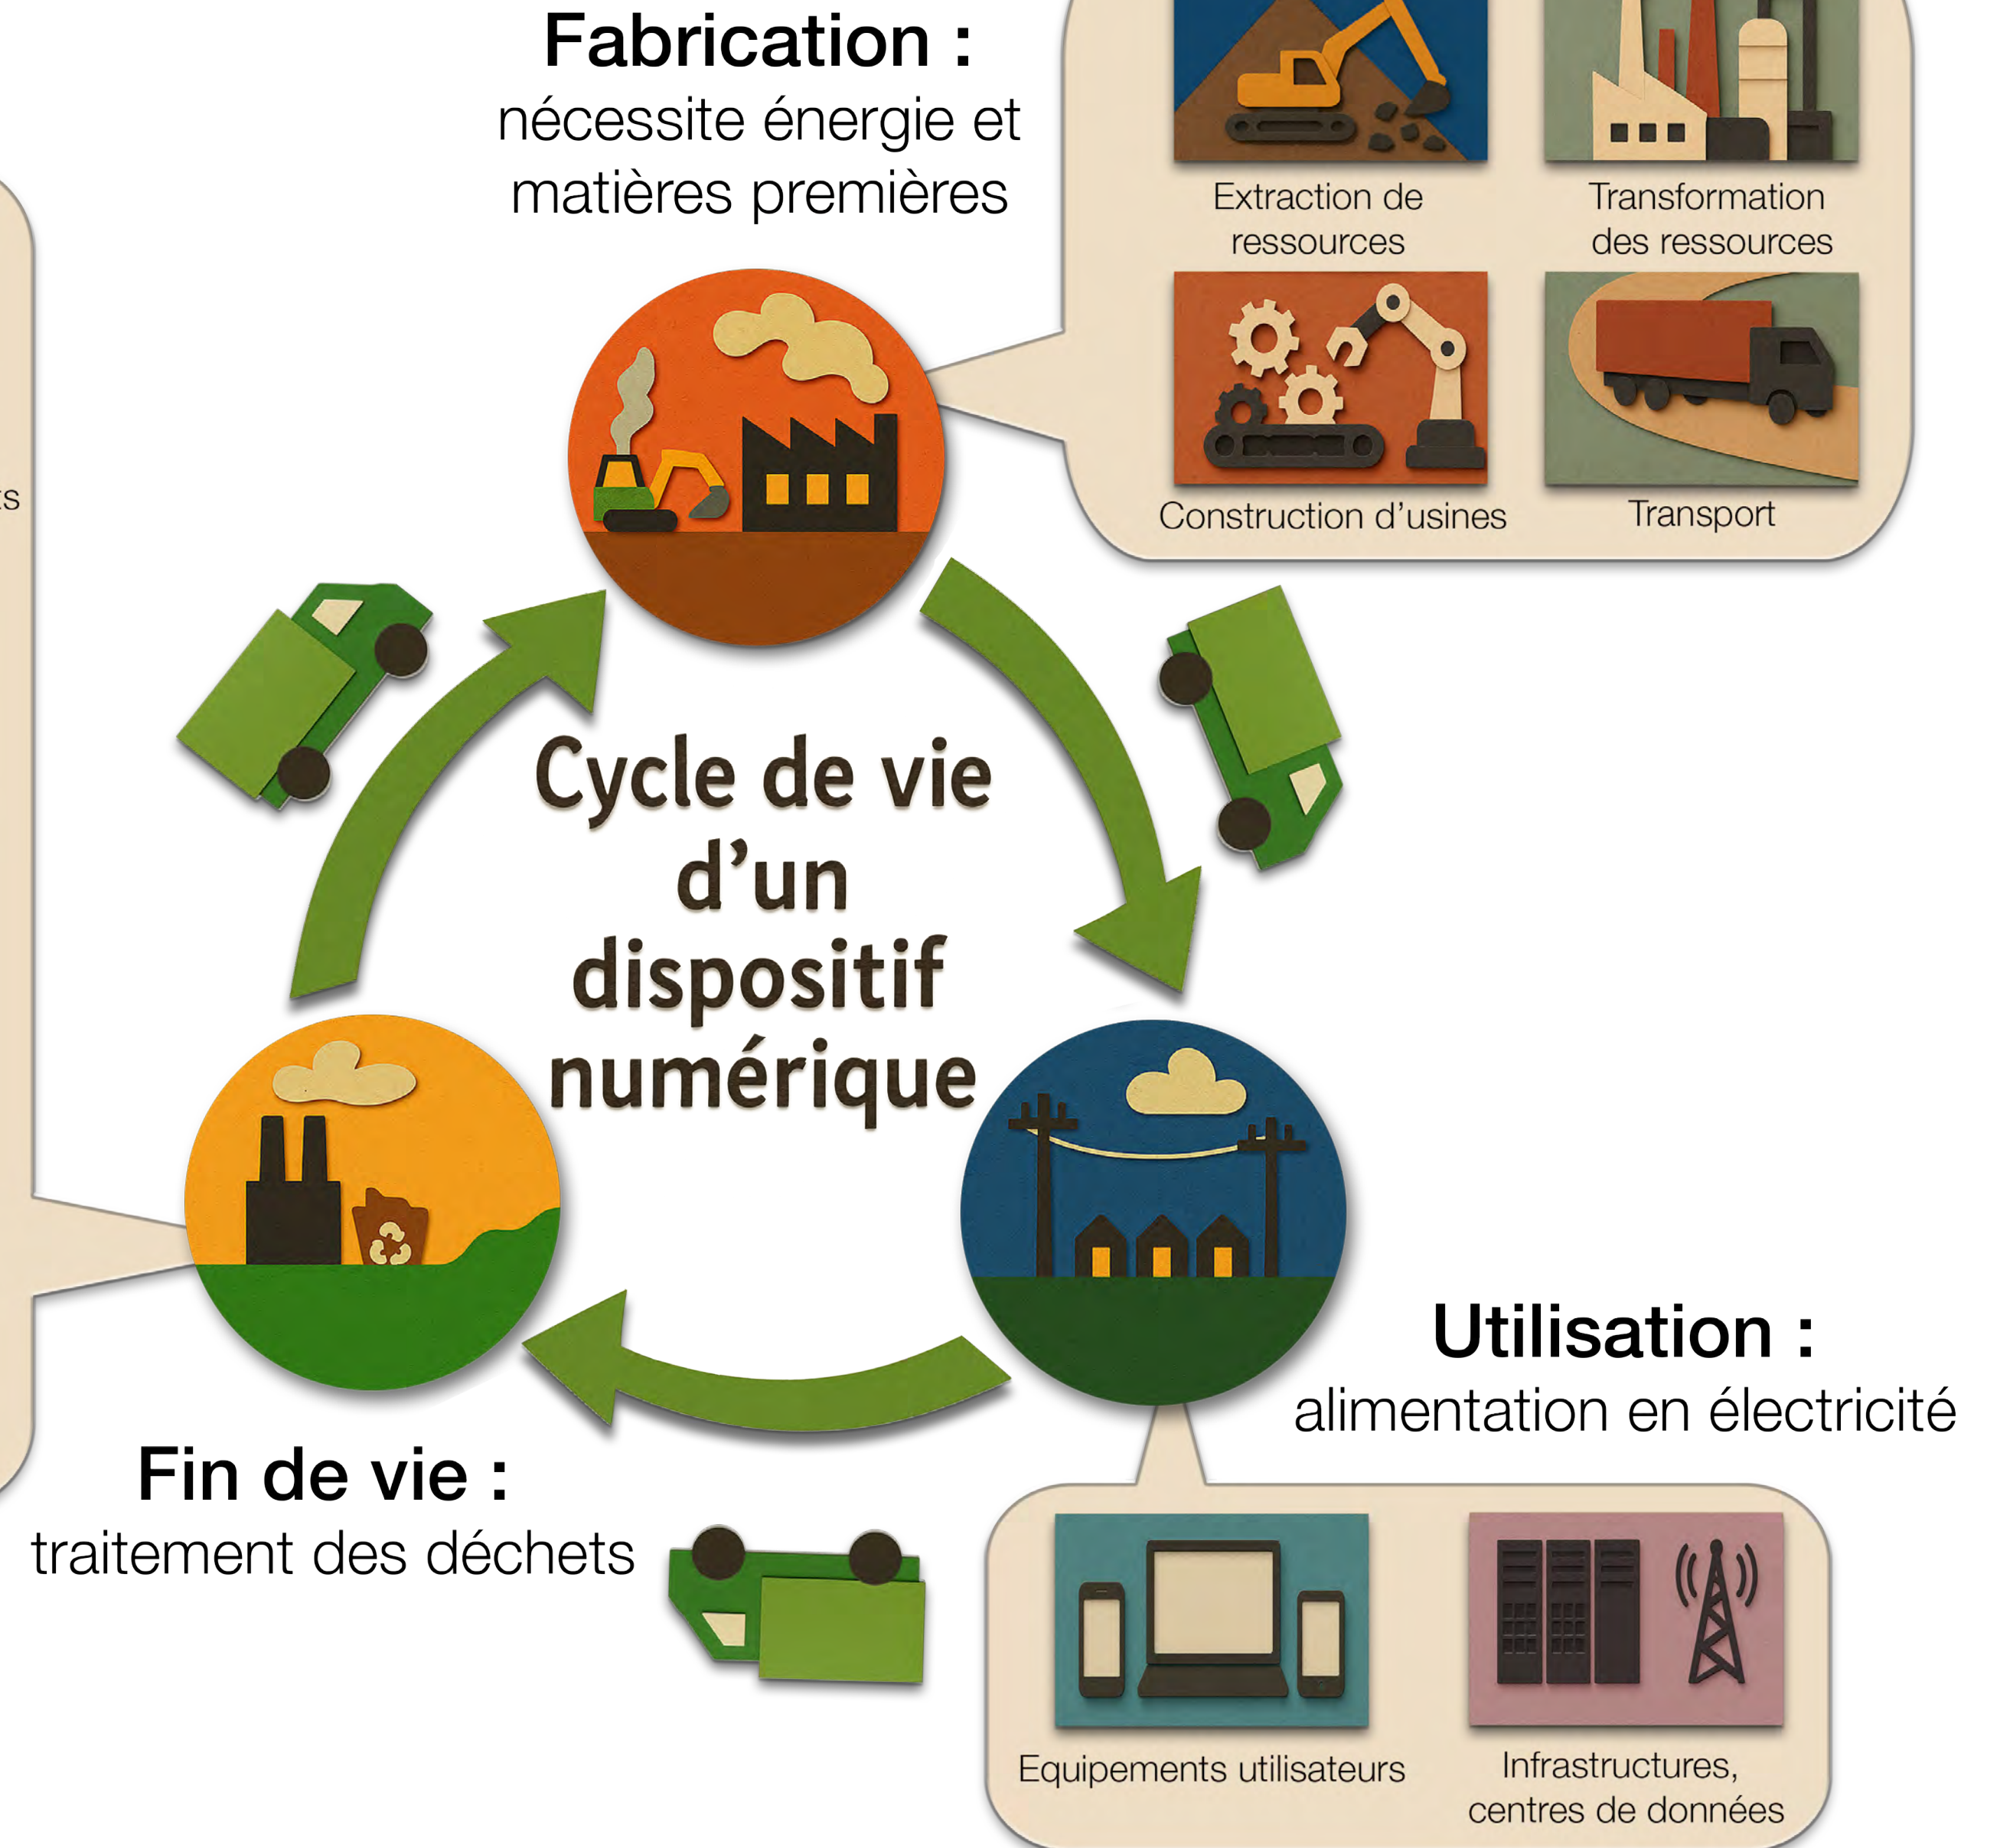 Fabrication :
nécessite énergie et
matières premières
Extraction de
ressources
Transformation
des ressources
Construction d'usines
Transport
Cycle de vie
d'un
dispositif
numérique
Utilisation :
alimentation en électricité
Fin de vie :
traitement des déchets
Equipements utilisateurs
Infrastructures,
centres de données